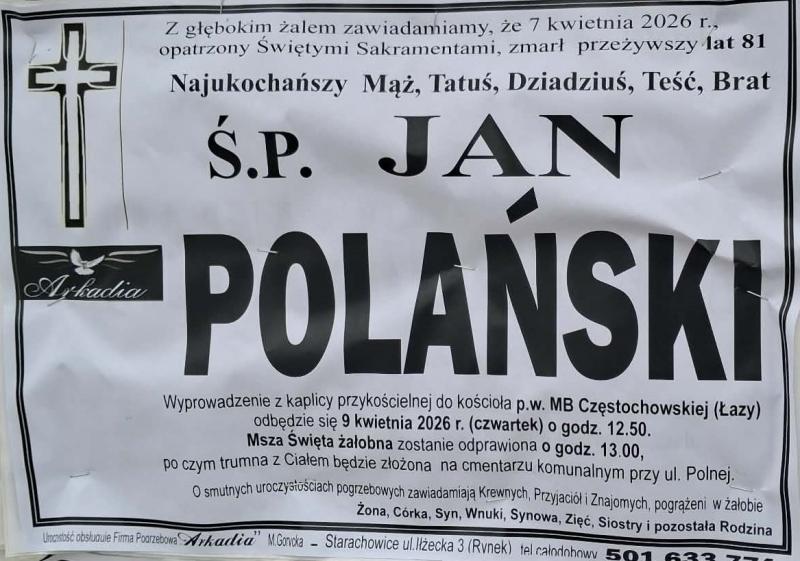 Z głębokim żalem zawiadamiamy, że 7 kwietnia 2026 r.,
opatrzony Świętymi Sakramentami, zmarł przeżywszy lat 81
Najukochańszy Mąż, Tatuś, Dziadziuś, Teść, Brat
Ś.P. JAN
POLAŃSKI
Arkadia
Wyprowadzenie z kaplicy przykościelnej do kościoła p.w. MB Częstochowskiej (Łazy)
odbędzie się 9 kwietnia 2026 r. (czwartek) o godz. 12.50.
Msza Święta żałobna zostanie odprawiona o godz. 13.00,
po czym trumna z Ciałem będzie złożona na cmentarzu komunalnym przy ul. Polnej.
O smutnych uroczystościach pogrzebowych zawiadamiają Krewnych, Przyjaciół i Znajomych, pogrążeni w żałobie
Żona, Córka, Syn, Wnuki, Synowa, Zięć, Siostry i pozostała Rodzina
Uroczystość obsługuje Firma Pogrzebowa "Arkadia" M.Gorycka – Starachowice ul.Iłżecka 3 (Rynek) tel.całodobowy 501 633 774